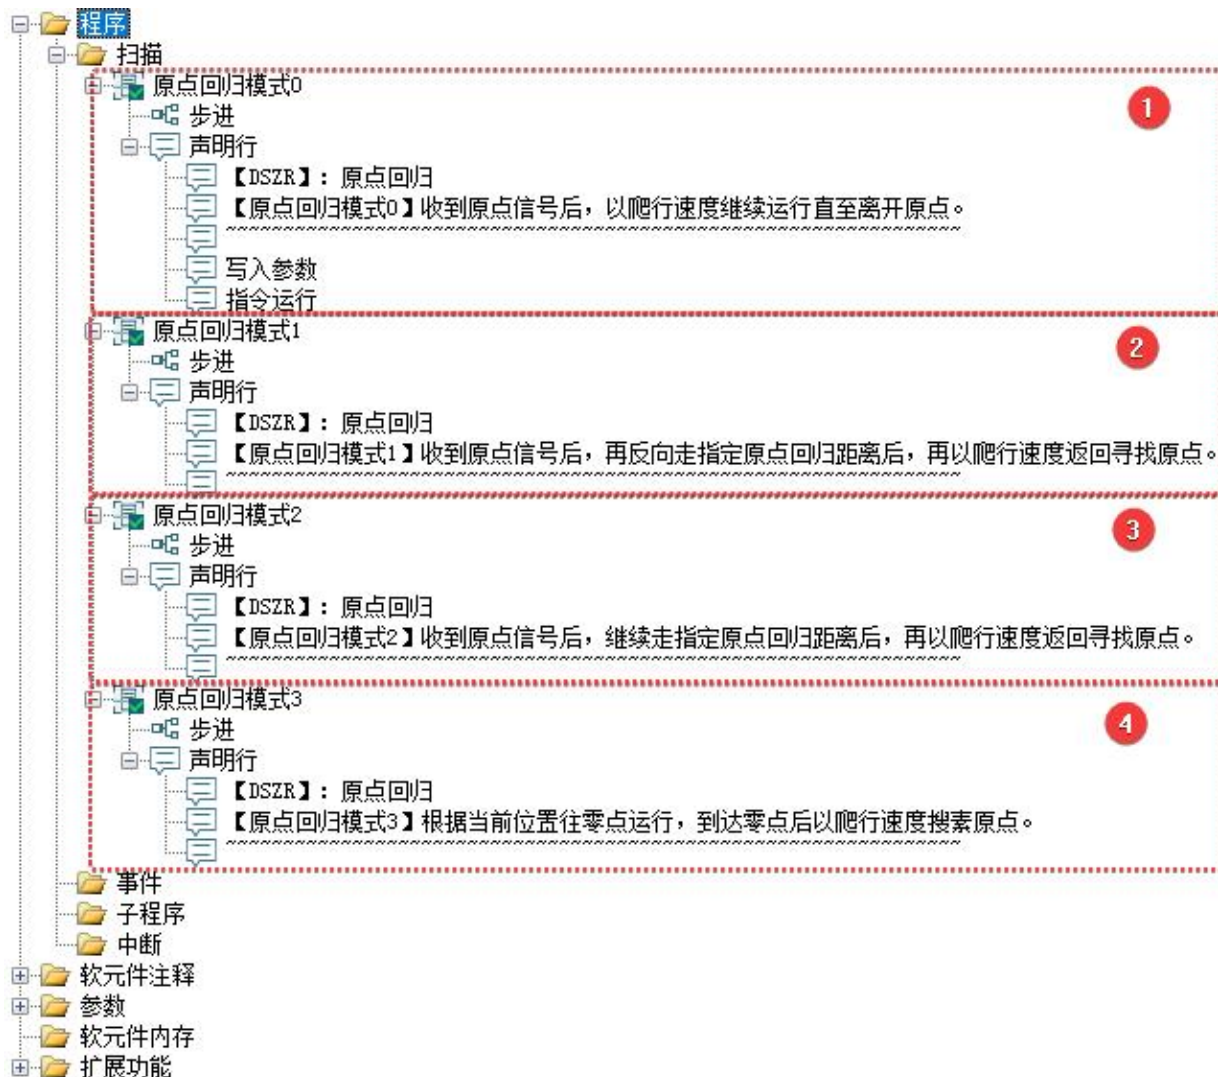 程序
扫描
原点回归模式0
1
步进
声明行
【DSZR】：原点回归
【原点回归模式0】收到原点信号后，以爬行速度继续运行直至离开原点。
~~~~~~~~~~~~~~~~~~~~~~~~~~~~~~~~~~~~~~~~~~~~~~~~~~~~~~~~~~~~
写入参数
指令运行
原点回归模式1
2
步进
声明行
【DSZR】：原点回归
【原点回归模式1】收到原点信号后，再反向走指定原点回归距离后，再以爬行速度返回寻找原点。
~~~~~~~~~~~~~~~~~~~~~~~~~~~~~~~~~~~~~~~~~~~~~~~~~~~~~~~~~~~~
原点回归模式2
3
步进
声明行
【DSZR】：原点回归
【原点回归模式2】收到原点信号后，继续走指定原点回归距离后，再以爬行速度返回寻找原点。
~~~~~~~~~~~~~~~~~~~~~~~~~~~~~~~~~~~~~~~~~~~~~~~~~~~~~~~~~~~~
原点回归模式3
4
步进
声明行
【DSZR】：原点回归
【原点回归模式3】根据当前位置往零点运行，到达零点后以爬行速度搜索原点。
~~~~~~~~~~~~~~~~~~~~~~~~~~~~~~~~~~~~~~~~~~~~~~~~~~~~~~~~~~~~
事件
子程序
中断
软元件注释
参数
软元件内存
扩展功能